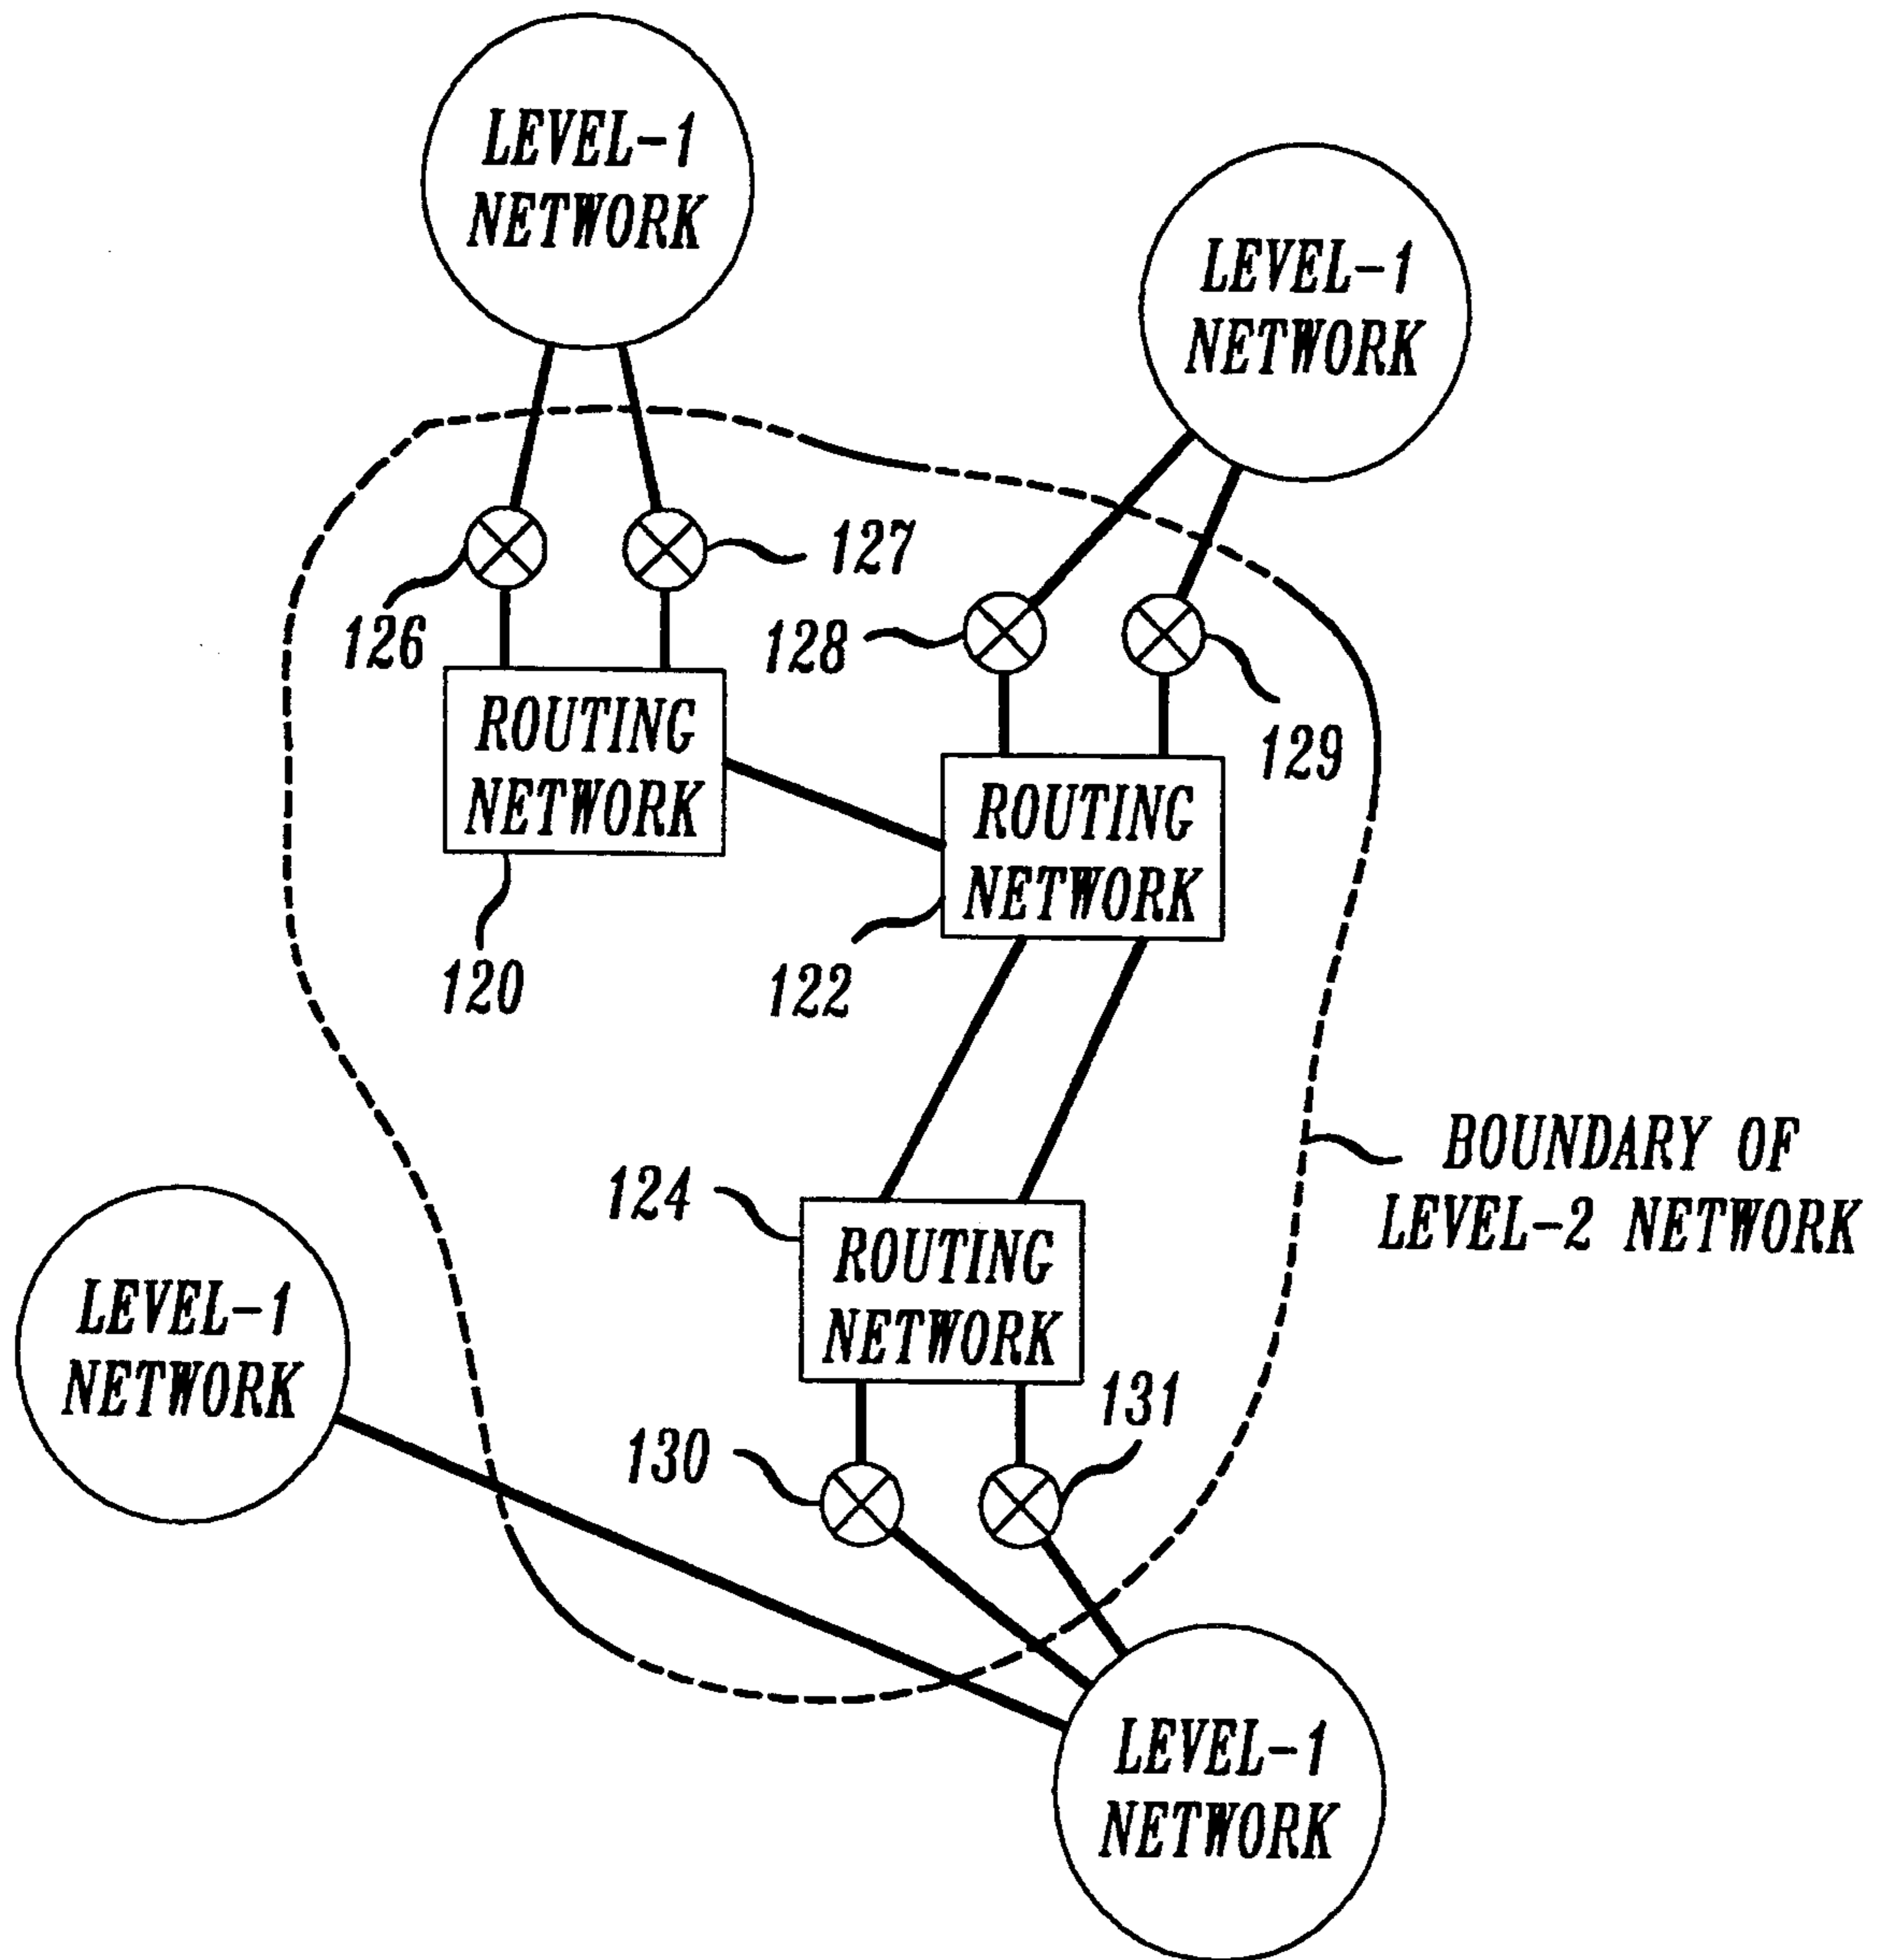 LEVEL-1
NETWORK
LEVEL-1
NETWORK
127
126
128
129
ROUTING
NETWORK
ROUTING
NETWORK
120
122
BOUNDARY OF
LEVEL-2 NETWORK
124
ROUTING
NETWORK
LEVEL-1
NETWORK
131
130
LEVEL-1
NETWORK